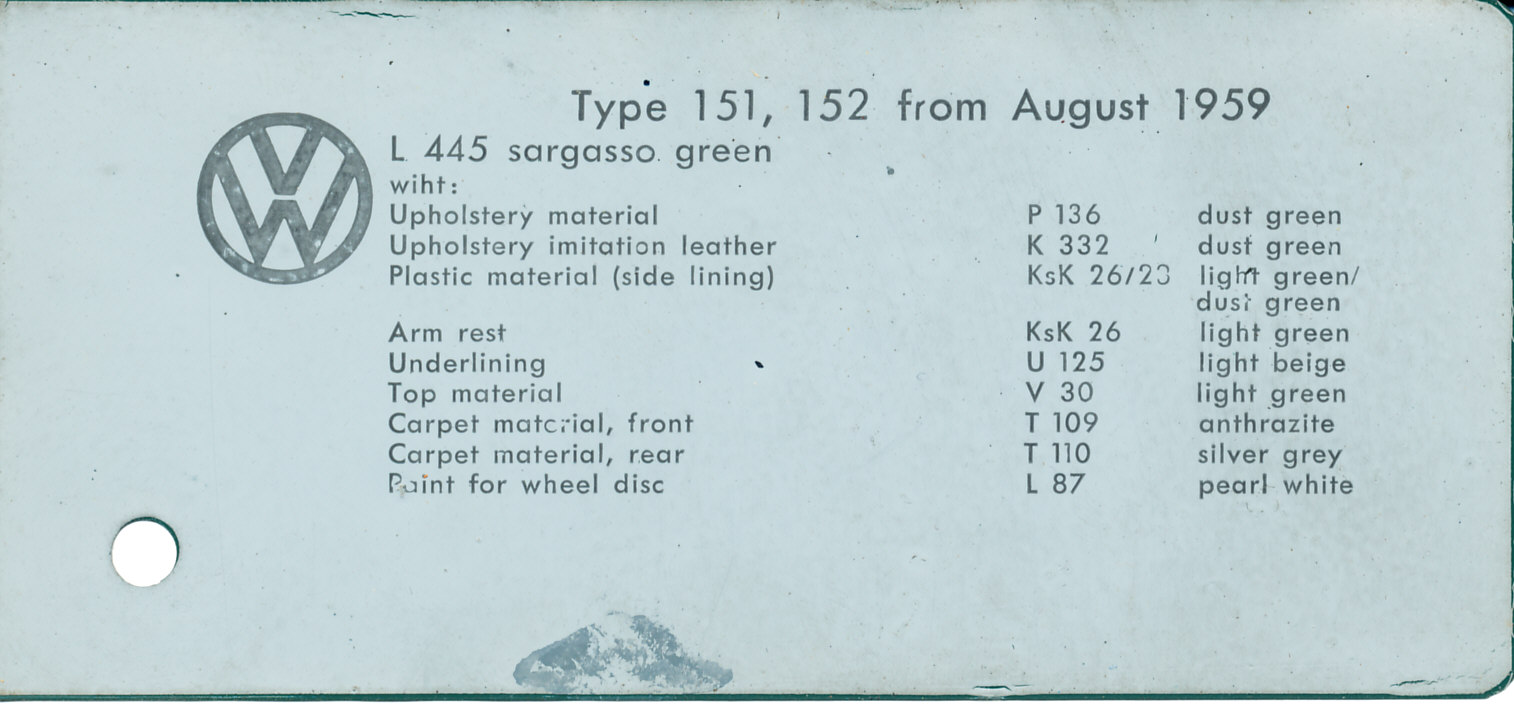 Type 151, 152 from August 1959
L 445 sargasso green
wiht:
Upholstery material P 136 dust green
Upholstery imitation leather K 332 dust green
Plastic material (side lining) KsK 26/23 light green/
dust green
Arm rest KsK 26 light green
Underlining U 125 light beige
Top material V 30 light green
Carpet material, front T 109 anthrazite
Carpet material, rear T 110 silver grey
Paint for wheel disc L 87 pearl white